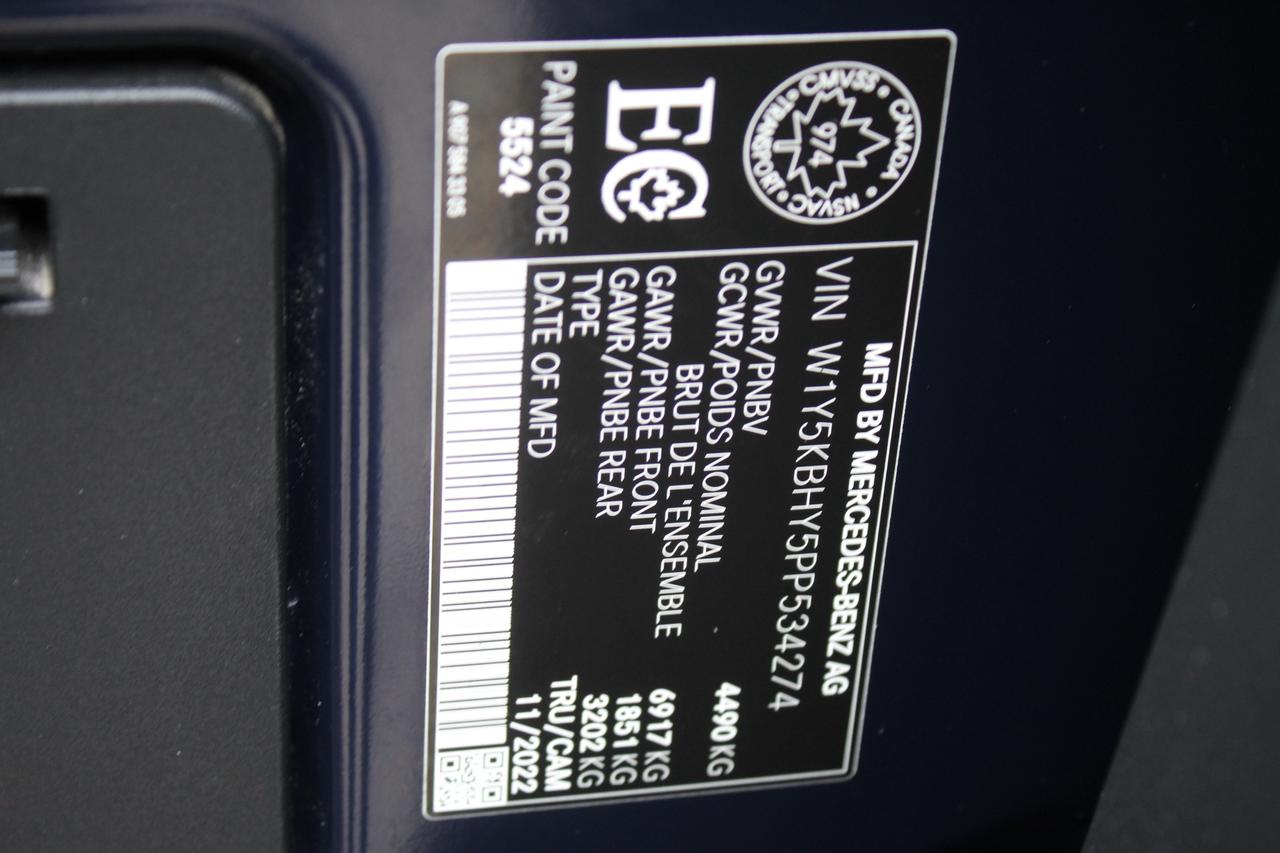 CMVSS • CANADA • NSVAC • TRANSPORT •
974
EC
PAINT CODE
5524
MFD BY MERCEDES-BENZ AG
VIN W1Y5KBHY5PP534274
GVWR/PNBV 4490 KG
GCWR/POIDS NOMINAL
BRUT DE L'ENSEMBLE 6917 KG
GAWR/PNBE FRONT 1851 KG
GAWR/PNBE REAR 3202 KG
TYPE TRU/CAM
DATE OF MFD 11/2022